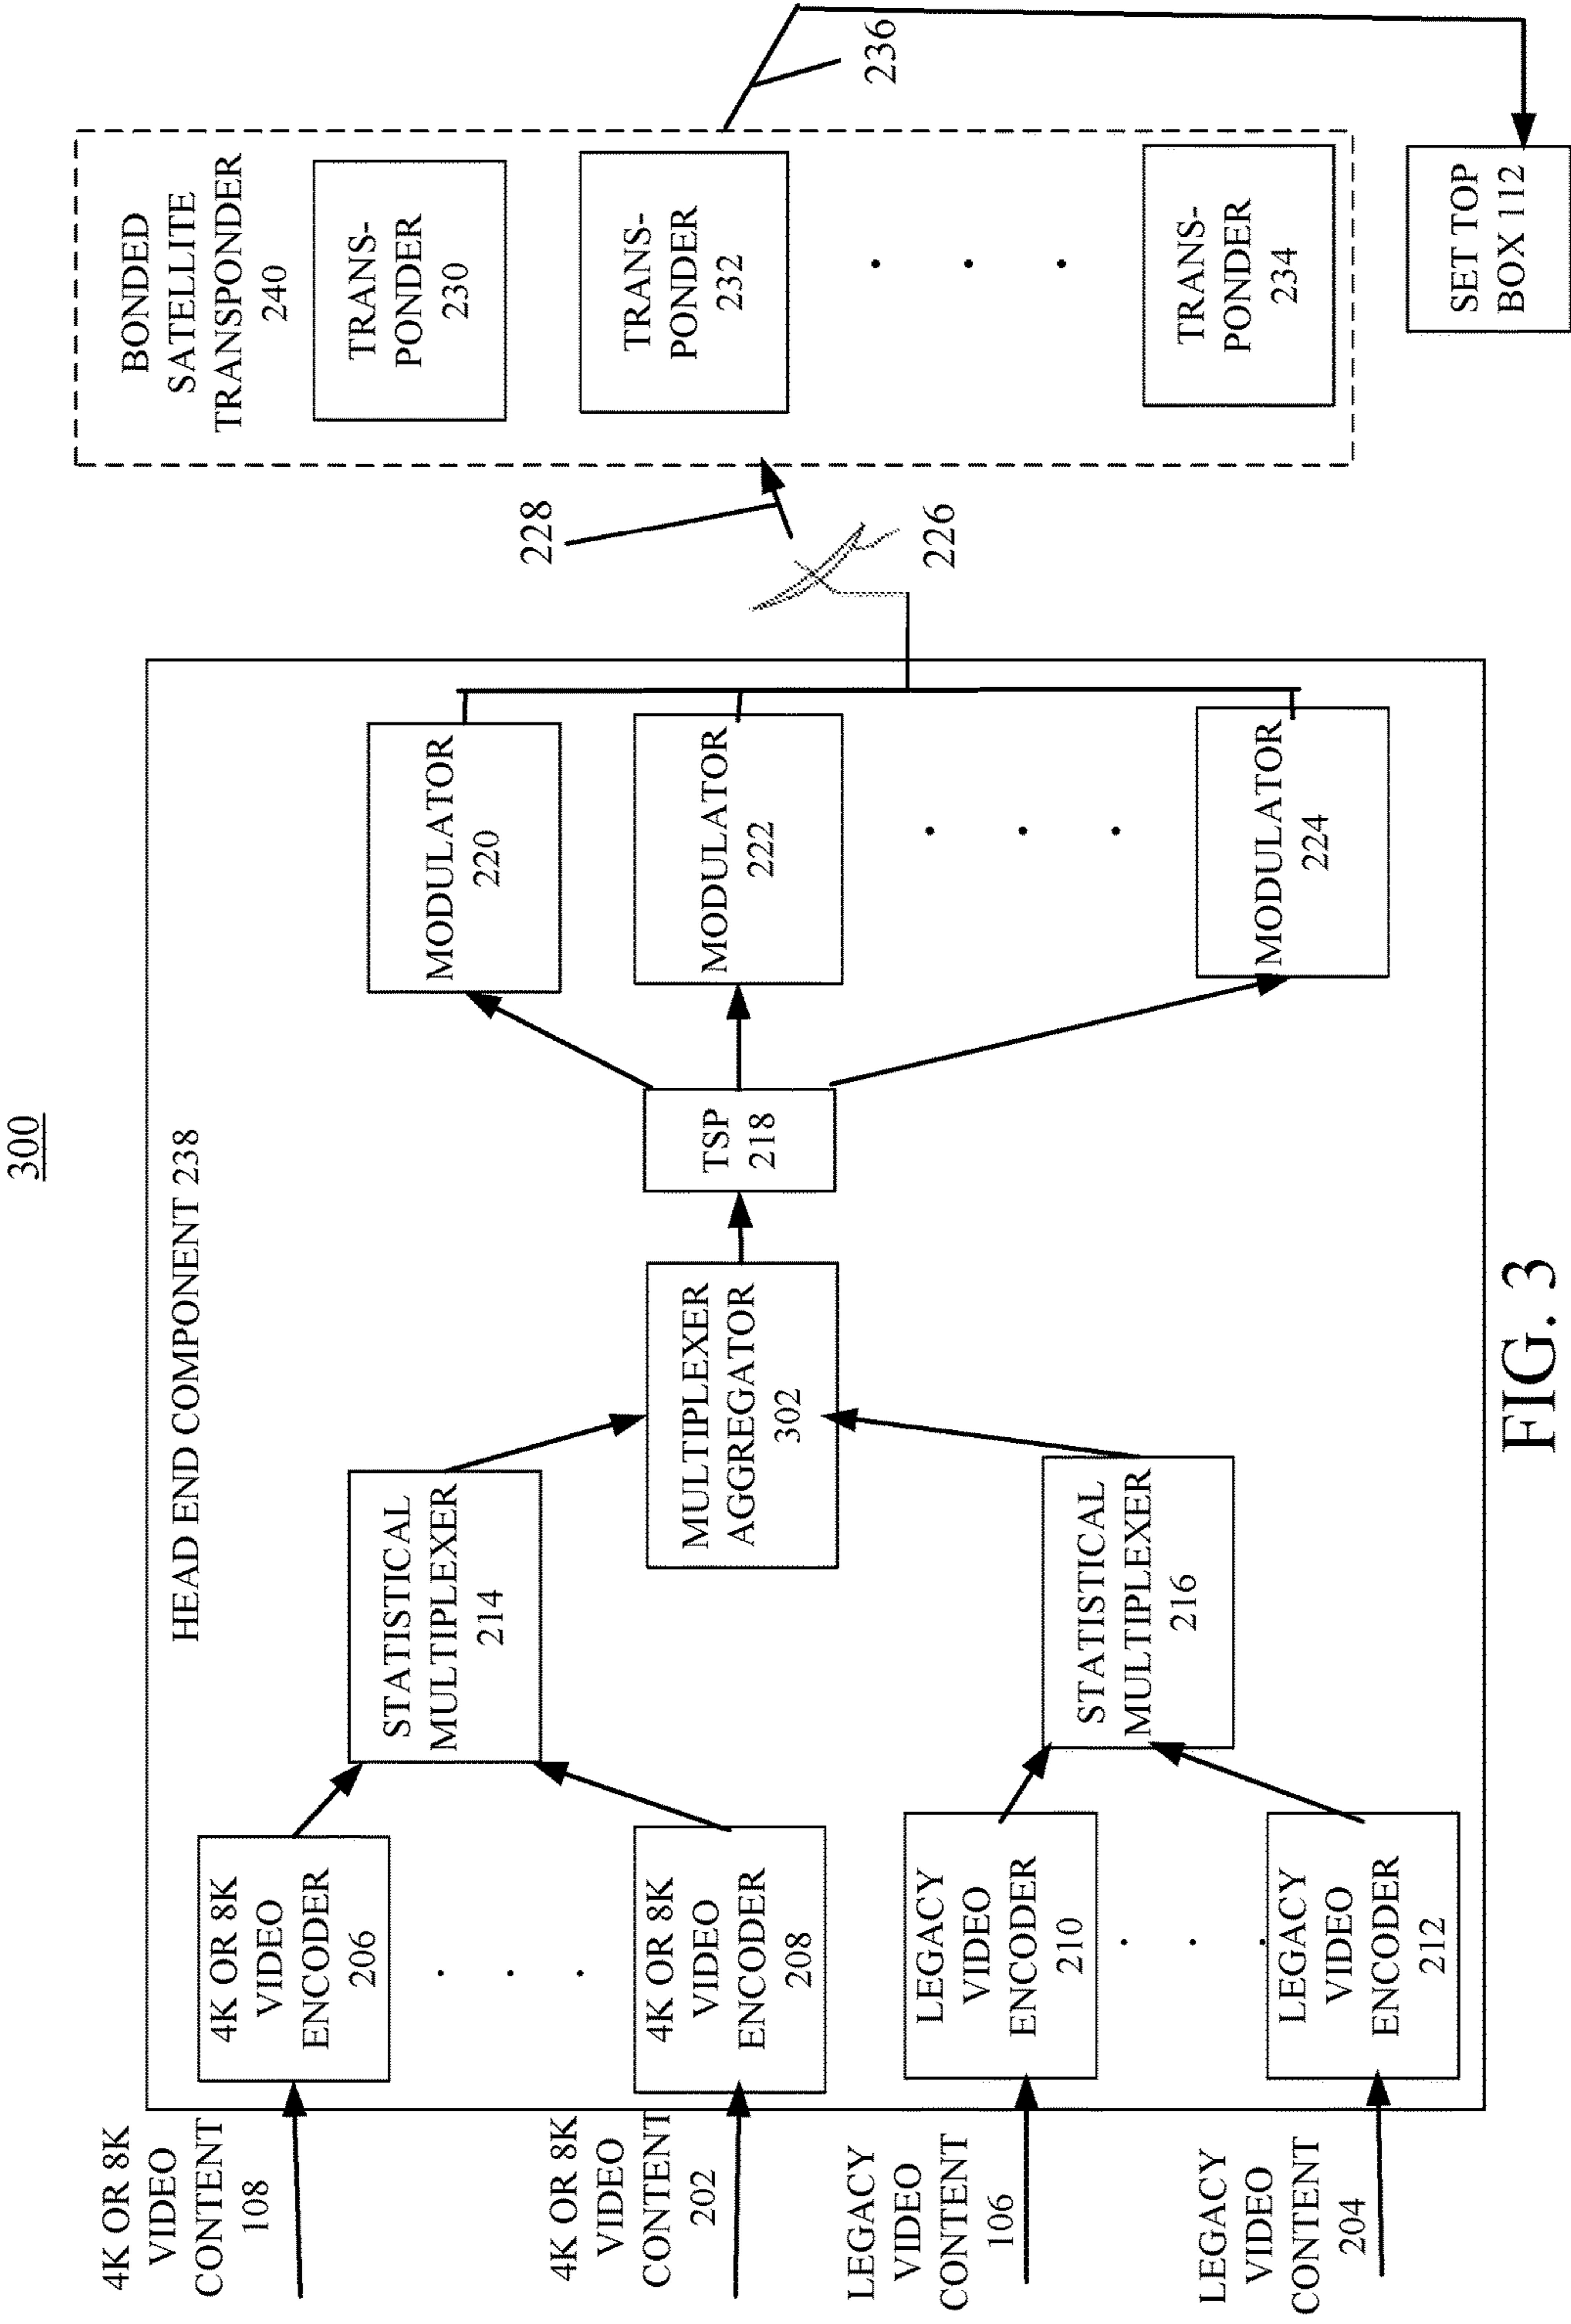 300
HEAD END COMPONENT 238
4K OR 8K
VIDEO
CONTENT
108
4K OR 8K
VIDEO
CONTENT
202
LEGACY
VIDEO
CONTENT
106
LEGACY
VIDEO
CONTENT
204
4K OR 8K
VIDEO
ENCODER
206
4K OR 8K
VIDEO
ENCODER
208
LEGACY
VIDEO
ENCODER
210
LEGACY
VIDEO
ENCODER
212
STATISTICAL
MULTIPLEXER
214
STATISTICAL
MULTIPLEXER
216
MULTIPLEXER
AGGREGATOR
302
TSP
218
MODULATOR
220
MODULATOR
222
MODULATOR
224
226
228
BONDED
SATELLITE
TRANSPONDER
240
TRANS-
PONDER
230
TRANS-
PONDER
232
TRANS-
PONDER
234
236
SET TOP
BOX 112
FIG. 3